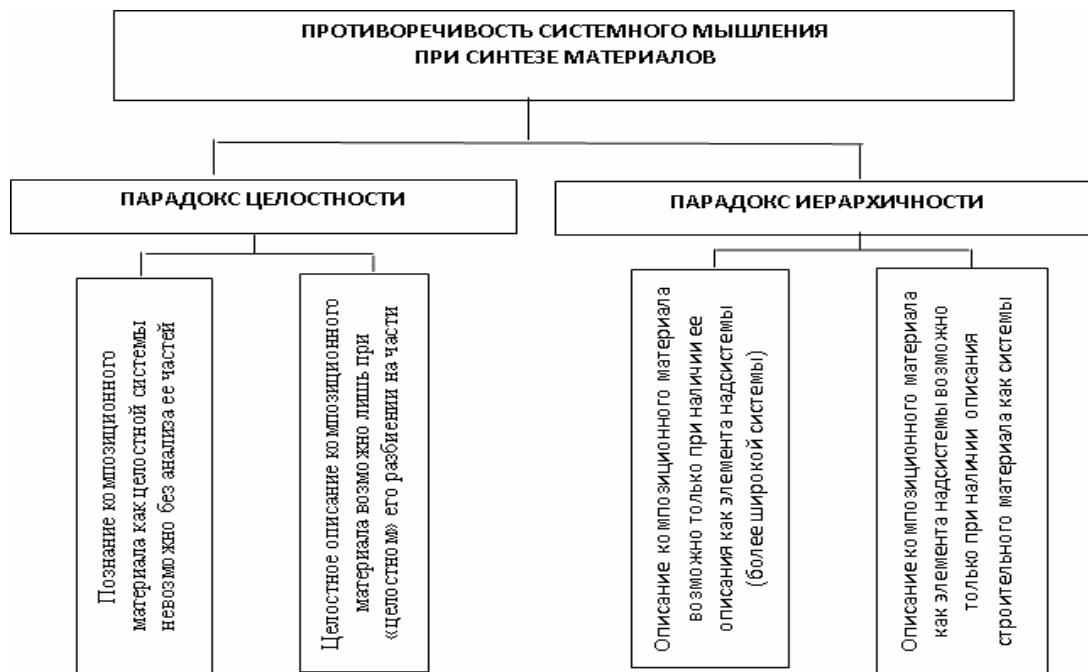 ПРОТИВОРЕЧИВОСТЬ СИСТЕМНОГО МЫШЛЕНИЯ
ПРИ СИНТЕЗЕ МАТЕРИАЛОВ
ПАРАДОКС ЦЕЛОСТНОСТИ
ПАРАДОКС ИЕРАРХИЧНОСТИ
Познание композиционного
материала как целостной системы
невозможно без анализа ее частей
Целостное описание композиционного
материала возможно лишь при
«целостном» его разбиении на части
Описание композиционного материала
возможно только при наличии ее
описания как элемента надсистемы
(более широкой системы)
Описание композиционного материала
как элемента надсистемы возможно
только при наличии описания
строительного материала как системы